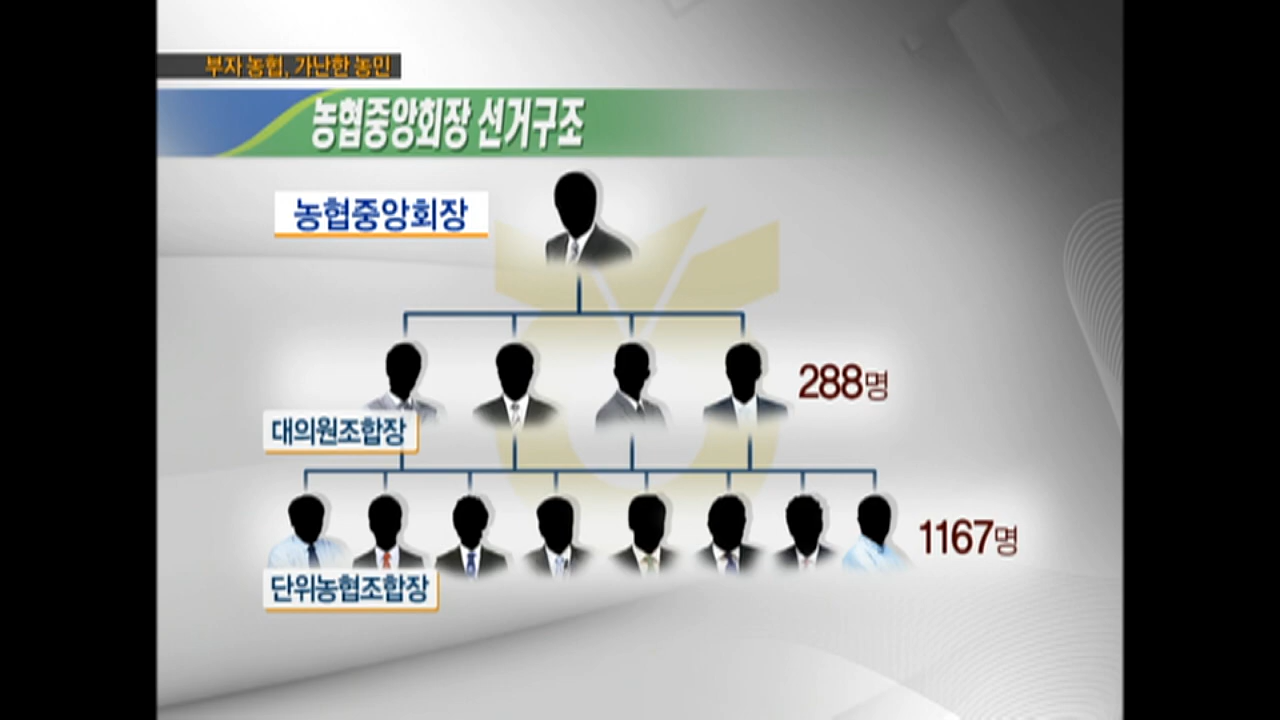 부자 농협, 가난한 농민
농협중앙회장 선거구조
농협중앙회장
288명
대의원조합장
1167명
단위농협조합장